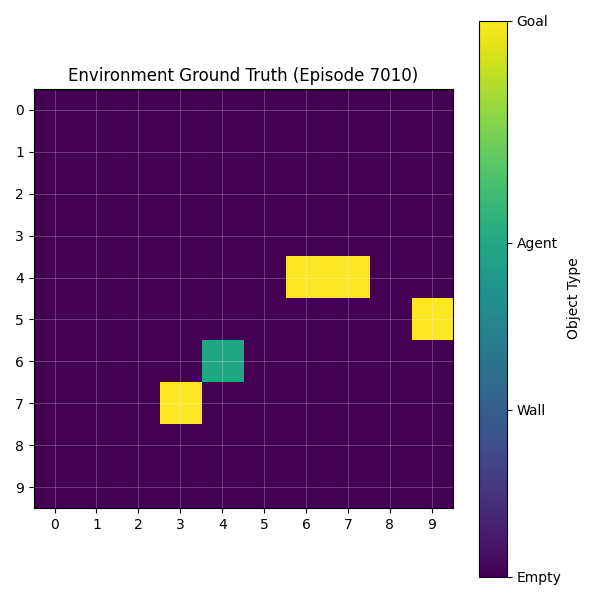 Environment Ground Truth (Episode 7010)
0
1
2
3
4
5
6
7
8
9
0 1 2 3 4 5 6 7 8 9
Goal
Agent
Wall
Empty
Object Type